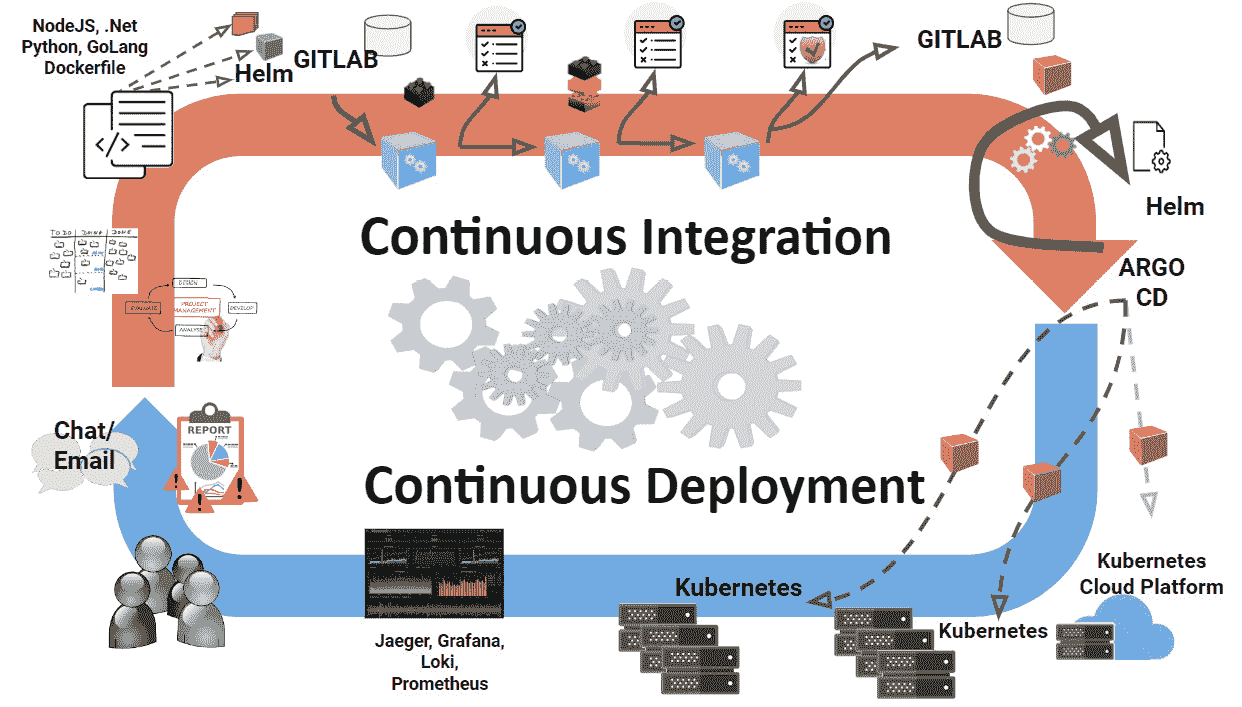 NodeJS, .Net
Python, GoLang
Dockerfile
Helm
GITLAB
GITLAB
Helm
ARGO
CD
Continuous Integration
TO DO DOING DONE
DESIGN
EVALUATE
PROJECT
MANAGEMENT
DEVELOP
ANALYSE
Chat/
Email
REPORT
Continuous Deployment
Jaeger, Grafana,
Loki,
Prometheus
Kubernetes
Kubernetes
Kubernetes
Cloud Platform